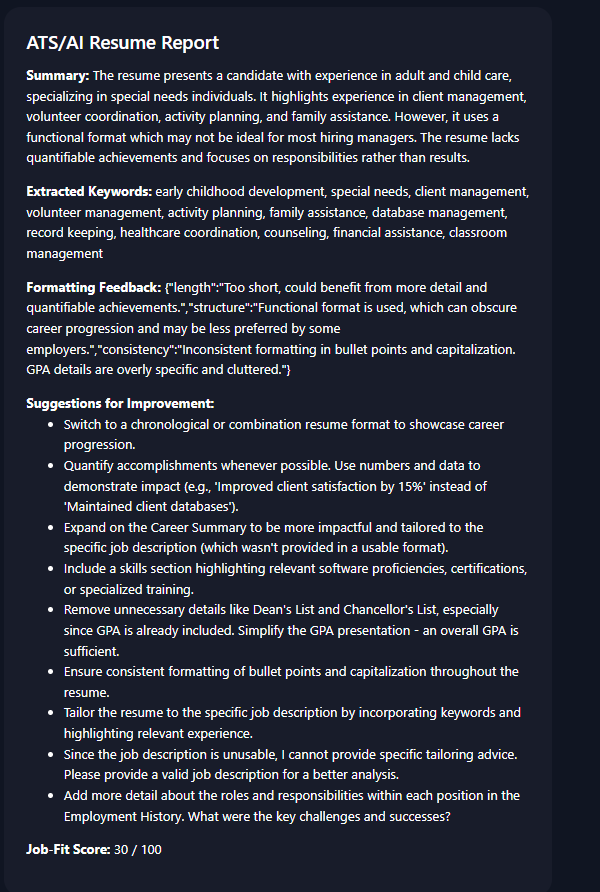 ATS/AI Resume Report
Summary: The resume presents a candidate with experience in adult and child care,
specializing in special needs individuals. It highlights experience in client management,
volunteer coordination, activity planning, and family assistance. However, it uses a
functional format which may not be ideal for most hiring managers. The resume lacks
quantifiable achievements and focuses on responsibilities rather than results.
Extracted Keywords: early childhood development, special needs, client management,
volunteer management, activity planning, family assistance, database management,
record keeping, healthcare coordination, counseling, financial assistance, classroom
management
Formatting Feedback: {"length":"Too short, could benefit from more detail and
quantifiable achievements.","structure":"Functional format is used, which can obscure
career progression and may be less preferred by some
employers.","consistency":"Inconsistent formatting in bullet points and capitalization.
GPA details are overly specific and cluttered."}
Suggestions for Improvement:
• Switch to a chronological or combination resume format to showcase career
progression.
• Quantify accomplishments whenever possible. Use numbers and data to
demonstrate impact (e.g., 'Improved client satisfaction by 15%' instead of
'Maintained client databases').
• Expand on the Career Summary to be more impactful and tailored to the
specific job description (which wasn't provided in a usable format).
• Include a skills section highlighting relevant software proficiencies, certifications,
or specialized training.
• Remove unnecessary details like Dean's List and Chancellor's List, especially
since GPA is already included. Simplify the GPA presentation - an overall GPA is
sufficient.
• Ensure consistent formatting of bullet points and capitalization throughout the
resume.
• Tailor the resume to the specific job description by incorporating keywords and
highlighting relevant experience.
• Since the job description is unusable, I cannot provide specific tailoring advice.
Please provide a valid job description for a better analysis.
• Add more detail about the roles and responsibilities within each position in the
Employment History. What were the key challenges and successes?
Job-Fit Score: 30 / 100